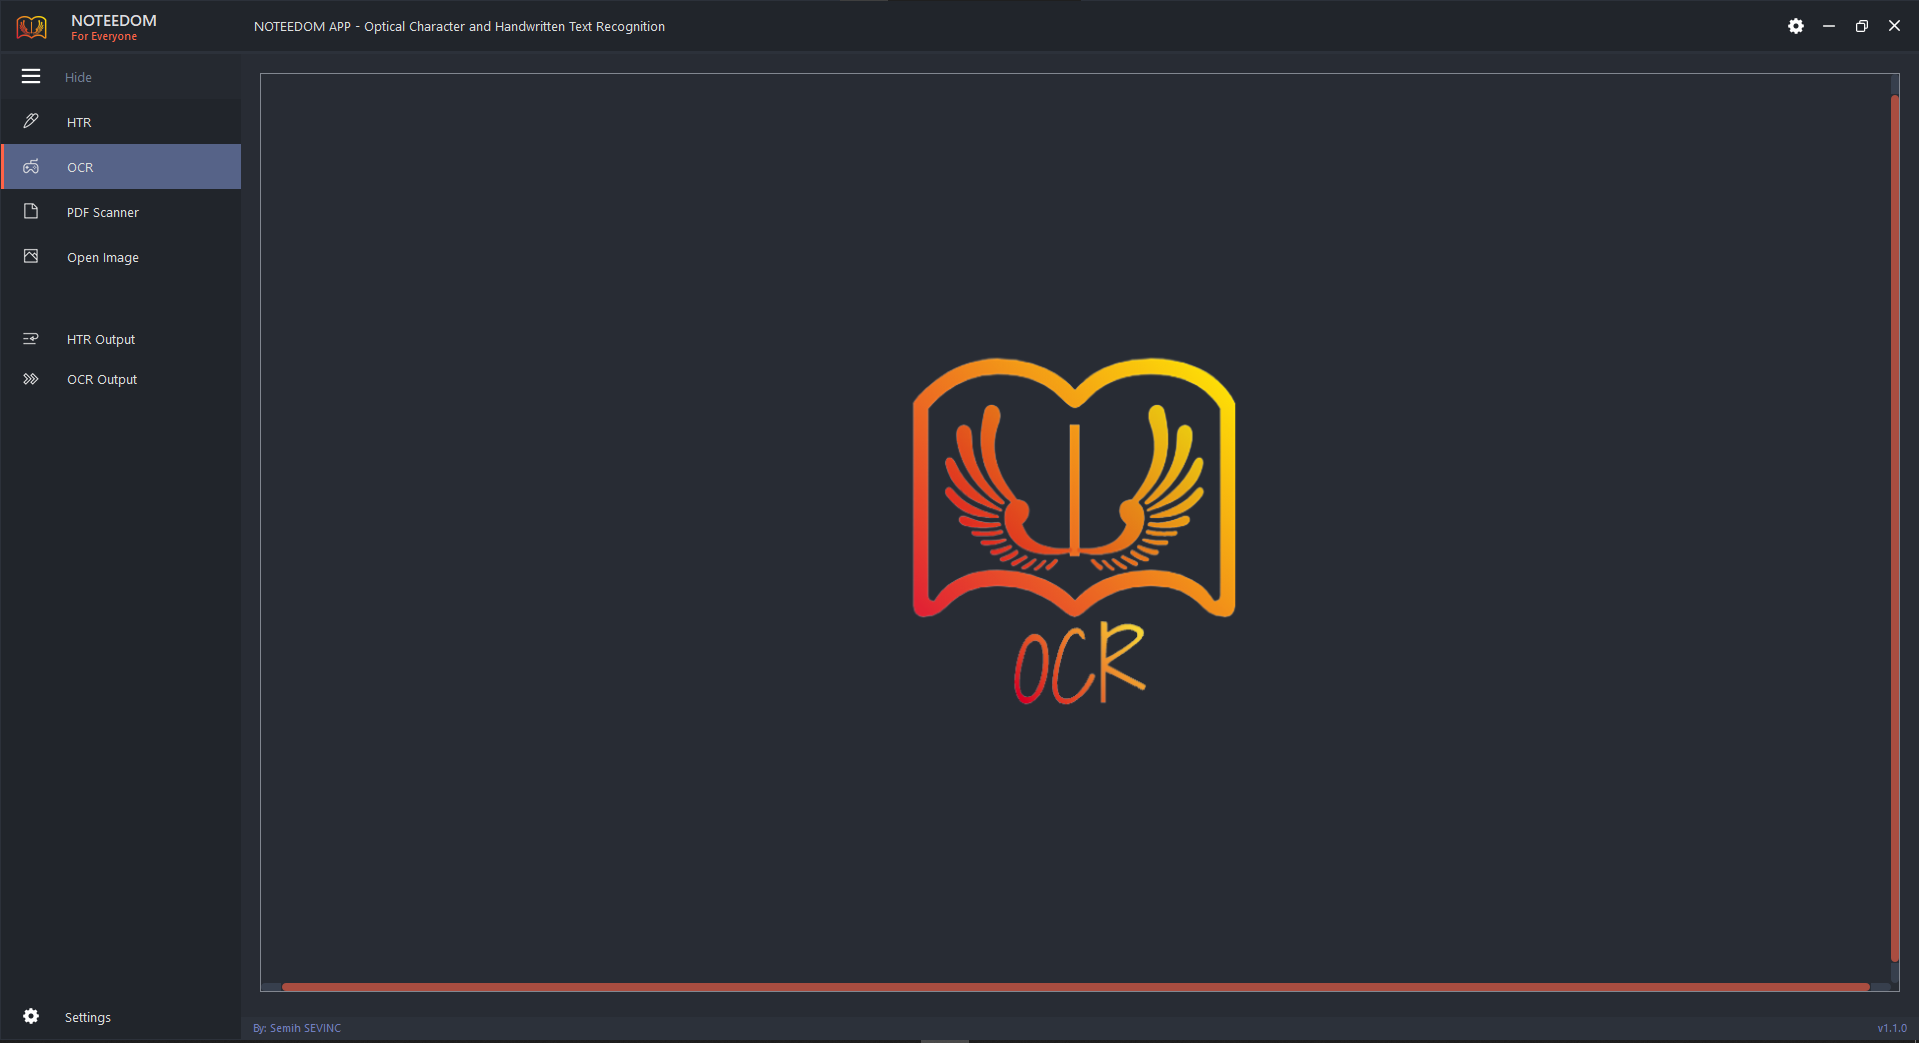 NOTEEDOM
For Everyone
NOTEEDOM APP - Optical Character and Handwritten Text Recognition
Hide
HTR
OCR
PDF Scanner
Open Image
HTR Output
OCR Output
OCR
Settings
By: Semih SEVINC
v1.1.0